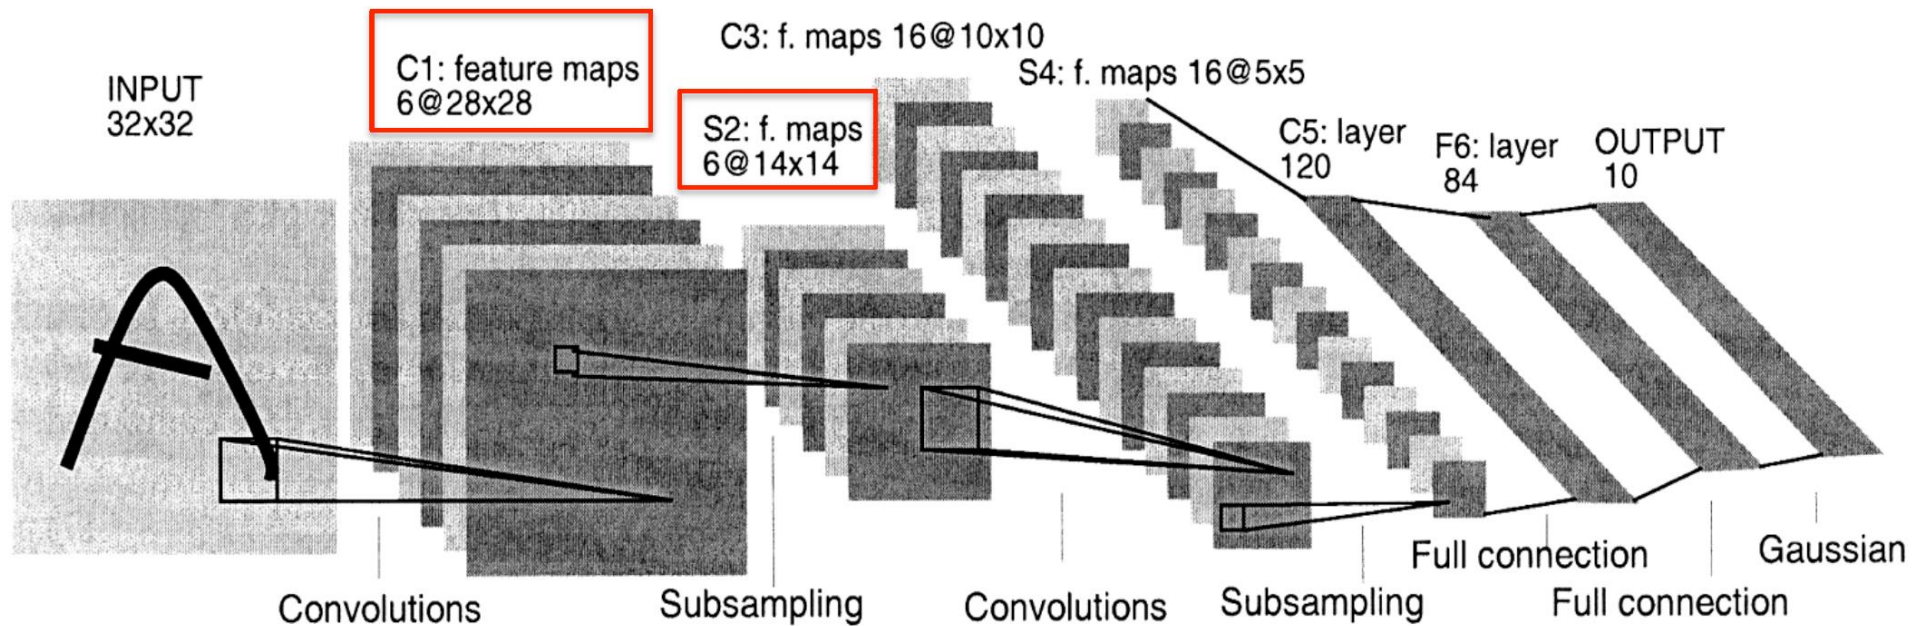 INPUT
32x32
C1: feature maps
6@28x28
S2: f. maps
6@14x14
C3: f. maps 16@10x10
S4: f. maps 16@5x5
C5: layer
120
F6: layer
84
OUTPUT
10
Convolutions
Subsampling
Convolutions
Subsampling
Full connection
Full connection
Gaussian